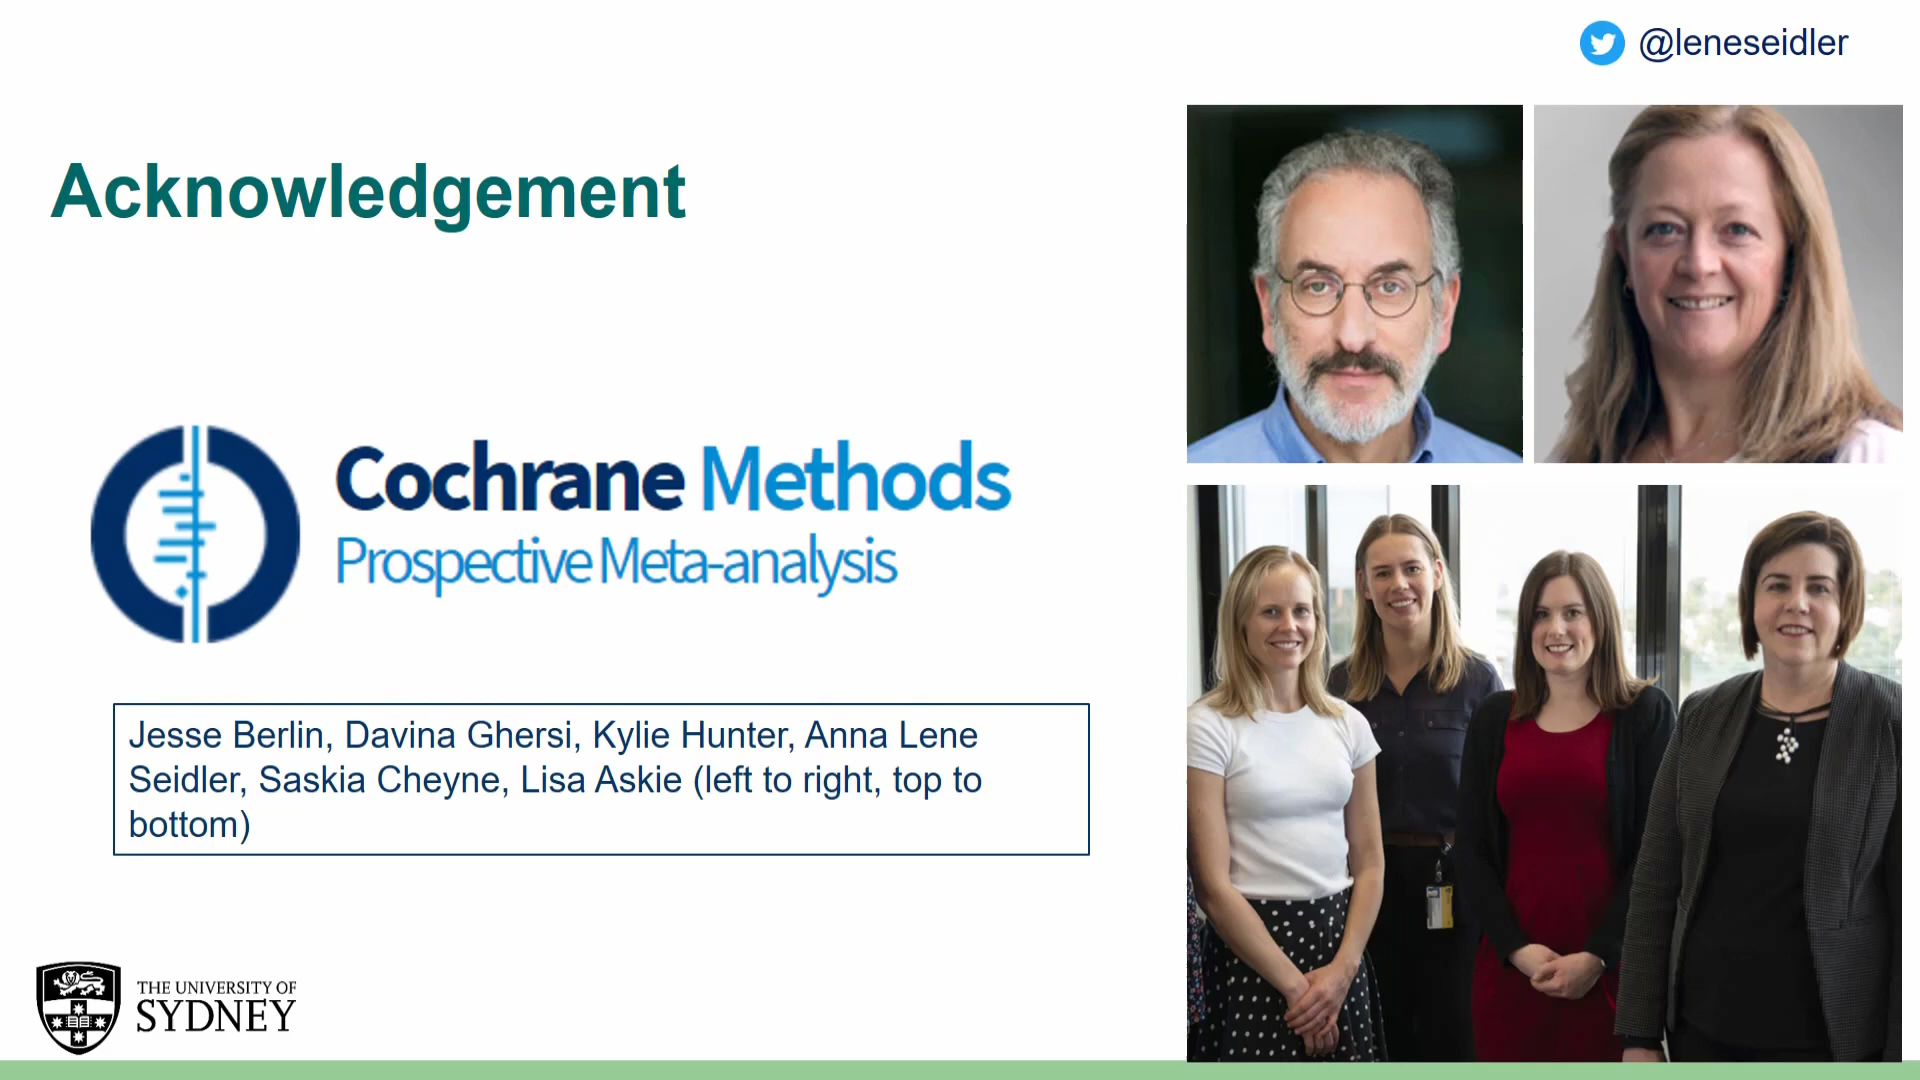 @leneseidler
Acknowledgement
Cochrane Methods
Prospective Meta-analysis
Jesse Berlin, Davina Ghersi, Kylie Hunter, Anna Lene
Seidler, Saskia Cheyne, Lisa Askie (left to right, top to
bottom)
THE UNIVERSITY OF
SYDNEY